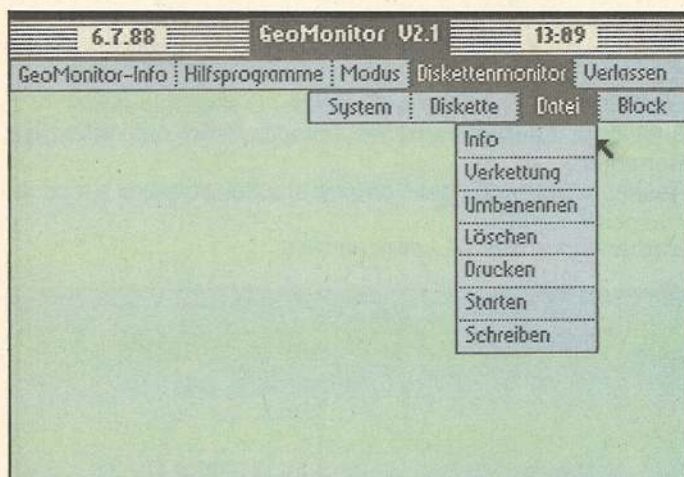 6.7.88 GeoMonitor V2.1 13:09
GeoMonitor-Info Hilfsprogramme Modus Diskettenmonitor Verlassen
System Diskette Datei Block
Info
Verkettung
Umbenennen
Löschen
Drucken
Starten
Schreiben